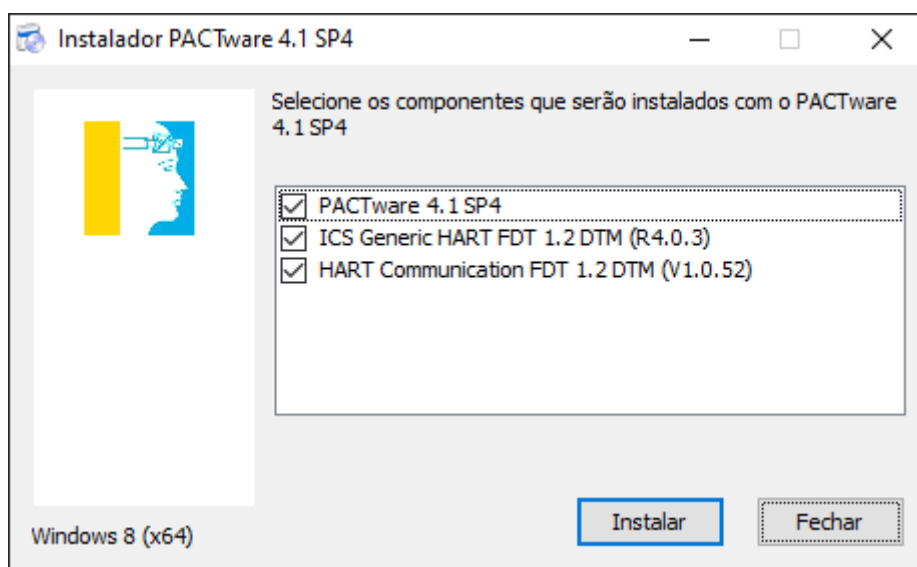 Instalador PACTware 4.1 SP4
Selecione os componentes que serão instalados com o PACTware
4.1 SP4
PACTware 4.1 SP4
ICS Generic HART FDT 1.2 DTM (R4.0.3)
HART Communication FDT 1.2 DTM (V1.0.52)
Instalar
Fechar
Windows 8 (x64)